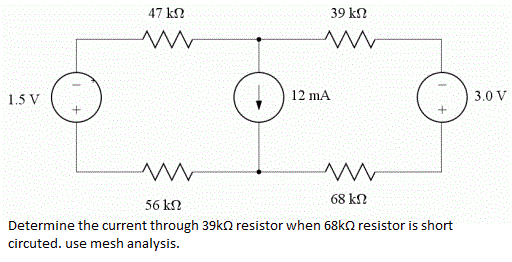 47 kΩ 39 kΩ
1.5 V - + 12 mA - + 3.0 V
56 kΩ 68 kΩ
Determine the current through 39kΩ resistor when 68kΩ resistor is short
circuted. use mesh analysis.